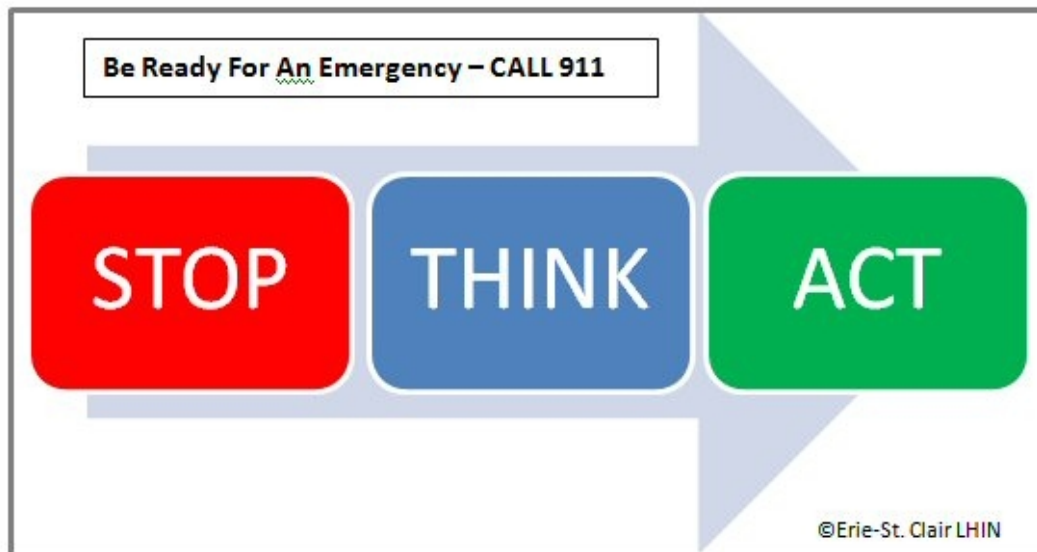 Be Ready For An Emergency – CALL 911
STOP THINK ACT
©Erie-St. Clair LHIN